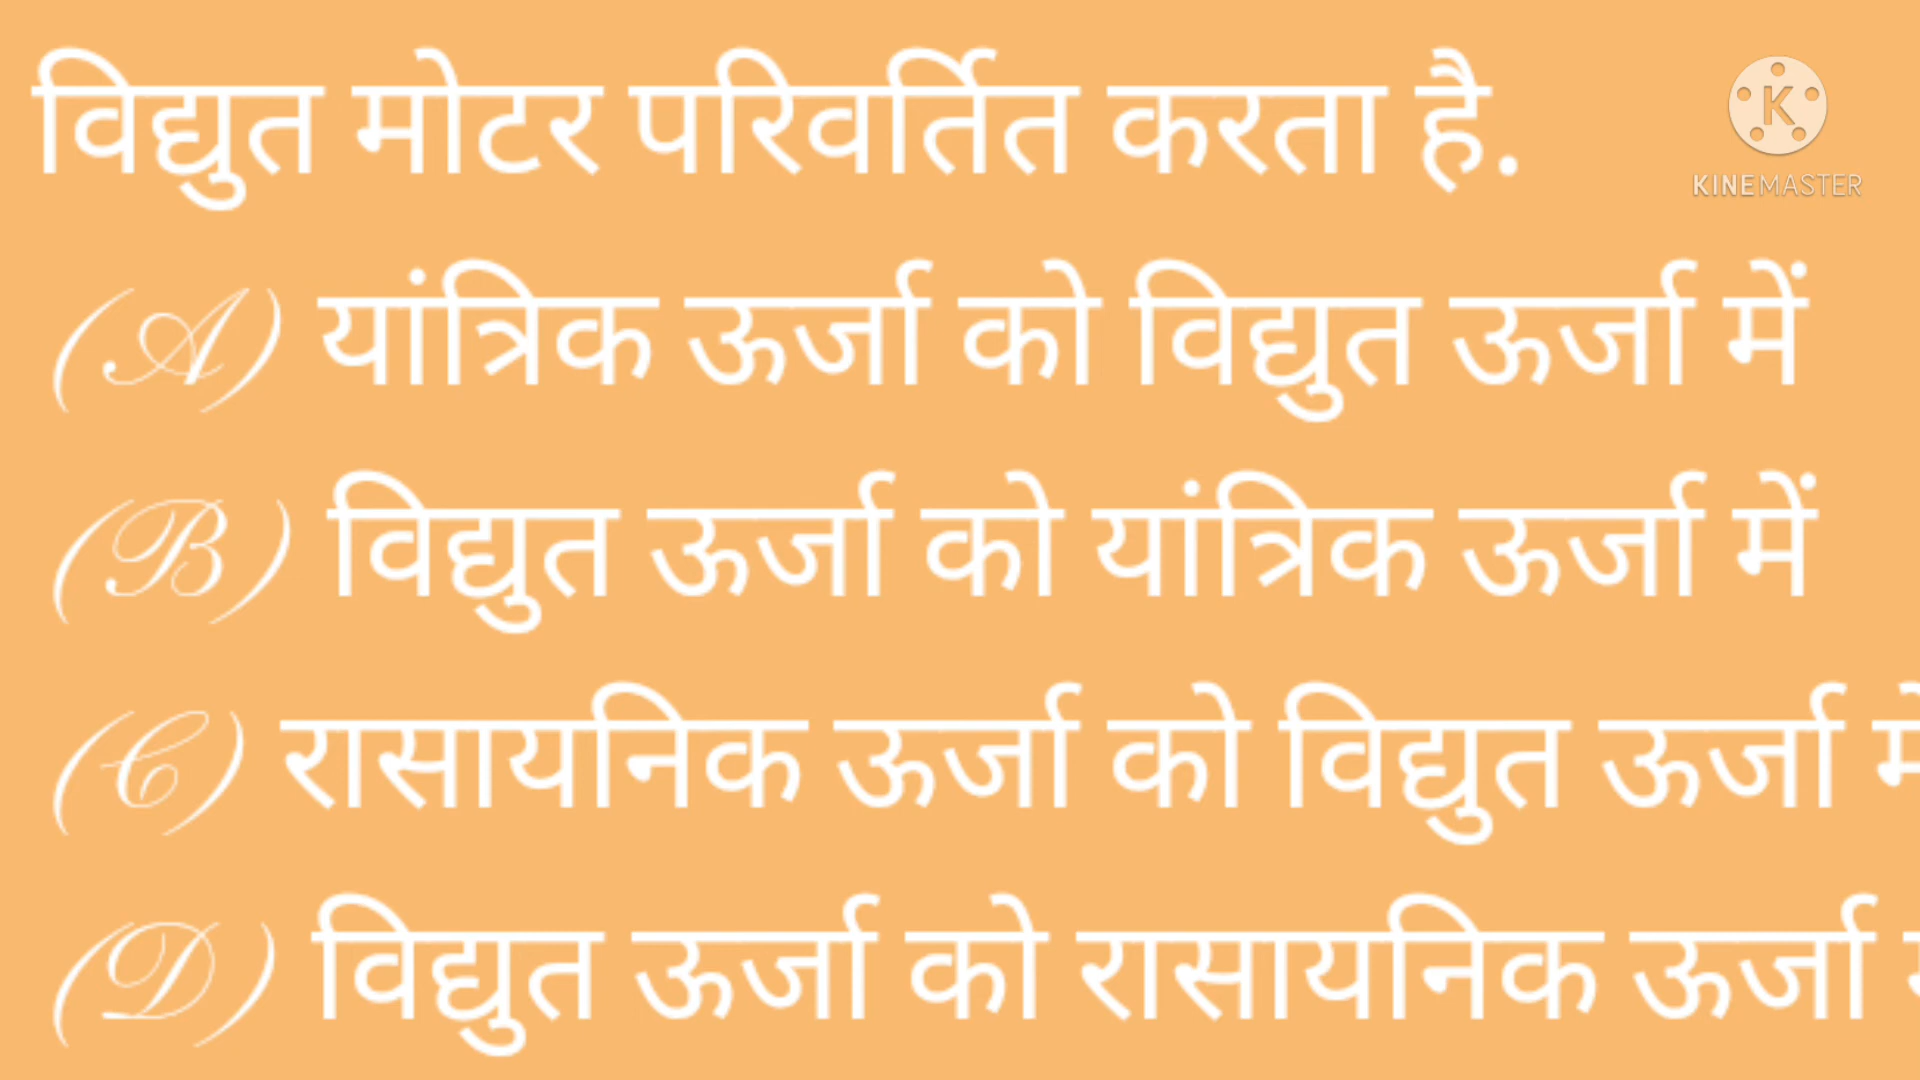 विद्युत मोटर परिवर्तित करता है.
K
KINEMASTER
(A) यांत्रिक ऊर्जा को विद्युत ऊर्जा में
(B) विद्युत ऊर्जा को यांत्रिक ऊर्जा में
(C) रासायनिक ऊर्जा को विद्युत ऊर्जा
(D) विद्युत ऊर्जा को रासायनिक ऊर्जा